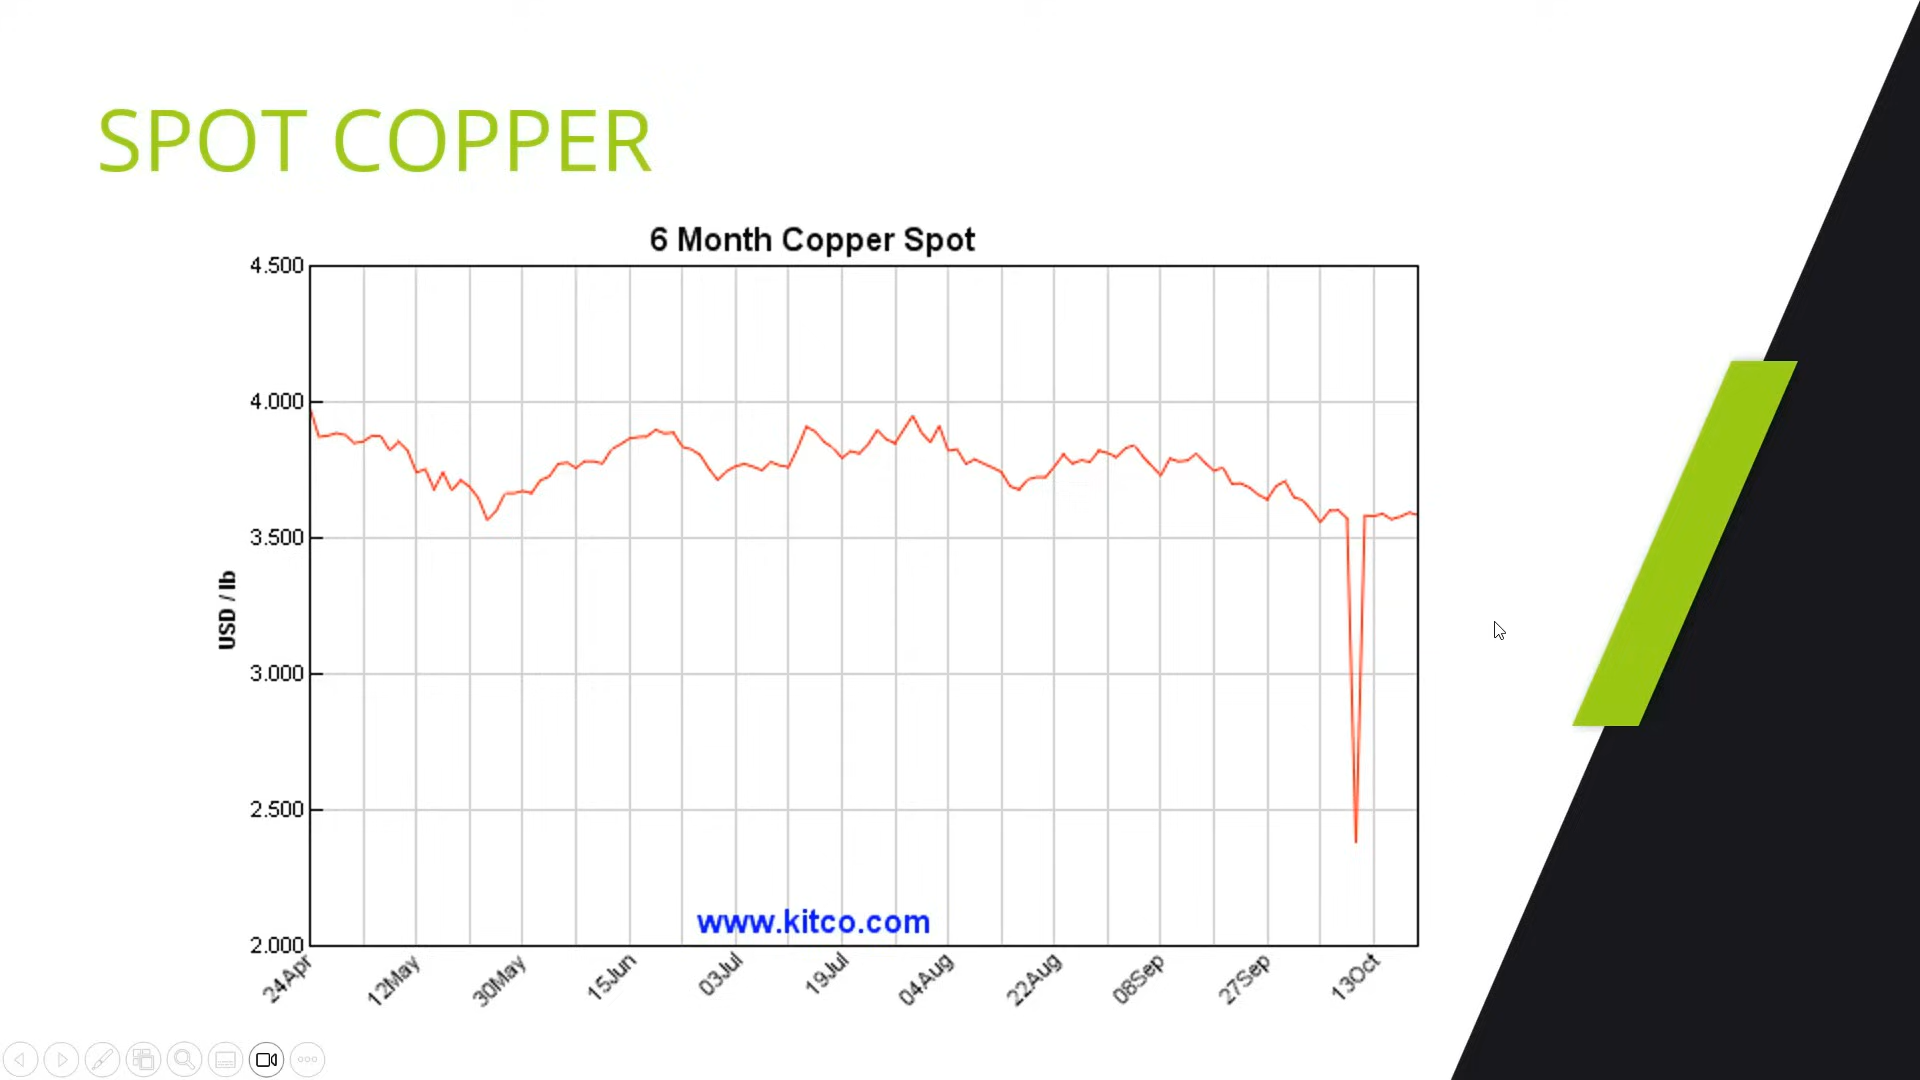 SPOT COPPER
6 Month Copper Spot
4.500
4.000
3.500
3.000
2.500
2.000
USD / lb
www.kitco.com
24Apr
12May
30May
15Jun
03Jul
19Jul
04Aug
22Aug
08Sep
27Sep
13Oct